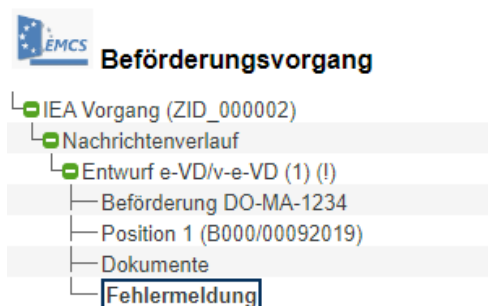 EMCS
Beförderungsvorgang
IEA Vorgang (ZID_000002)
Nachrichtenverlauf
Entwurf e-VD/v-e-VD (1) (!)
Beförderung DO-MA-1234
Position 1 (B000/00092019)
Dokumente
Fehlermeldung